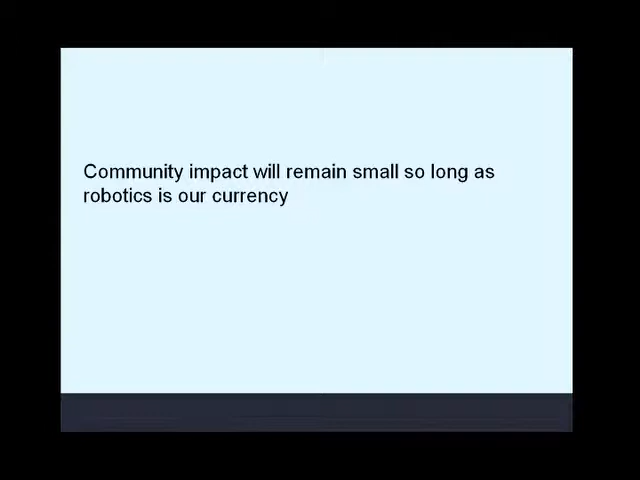 Community impact will remain small so long as
robotics is our currency